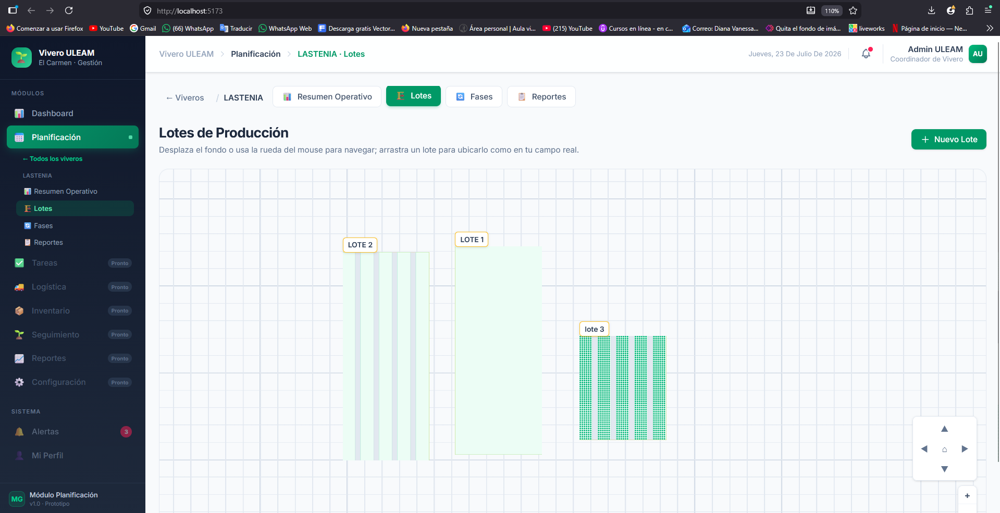 http://localhost:5173
110%
Comenzar a usar Firefox
YouTube
Gmail
(66) WhatsApp
Traducir
WhatsApp Web
Descarga gratis Vector...
Nueva pestaña
Área personal | Aula vi...
(215) YouTube
Cursos en línea - en c...
Correo: Diana Vanessa...
Quita el fondo de imá...
liveworks
Página de inicio — Ne...
Vivero ULEAM
El Carmen · Gestión
MÓDULOS
Dashboard
Planificación
← Todos los viveros
LASTENIA
Resumen Operativo
Lotes
Fases
Reportes
Tareas Pronto
Logística Pronto
Inventario Pronto
Seguimiento Pronto
Reportes Pronto
Configuración Pronto
SISTEMA
Alertas 3
Mi Perfil
MG
Módulo Planificación
v1.0 · Prototipo
Vivero ULEAM > Planificación > LASTENIA · Lotes
Jueves, 23 De Julio De 2026
Admin ULEAM
Coordinador de Vivero
AU
← Viveros / LASTENIA
Resumen Operativo
Lotes
Fases
Reportes
Lotes de Producción
Desplaza el fondo o usa la rueda del mouse para navegar; arrastra un lote para ubicarlo como en tu campo real.
+ Nuevo Lote
LOTE 2
LOTE 1
lote 3
+